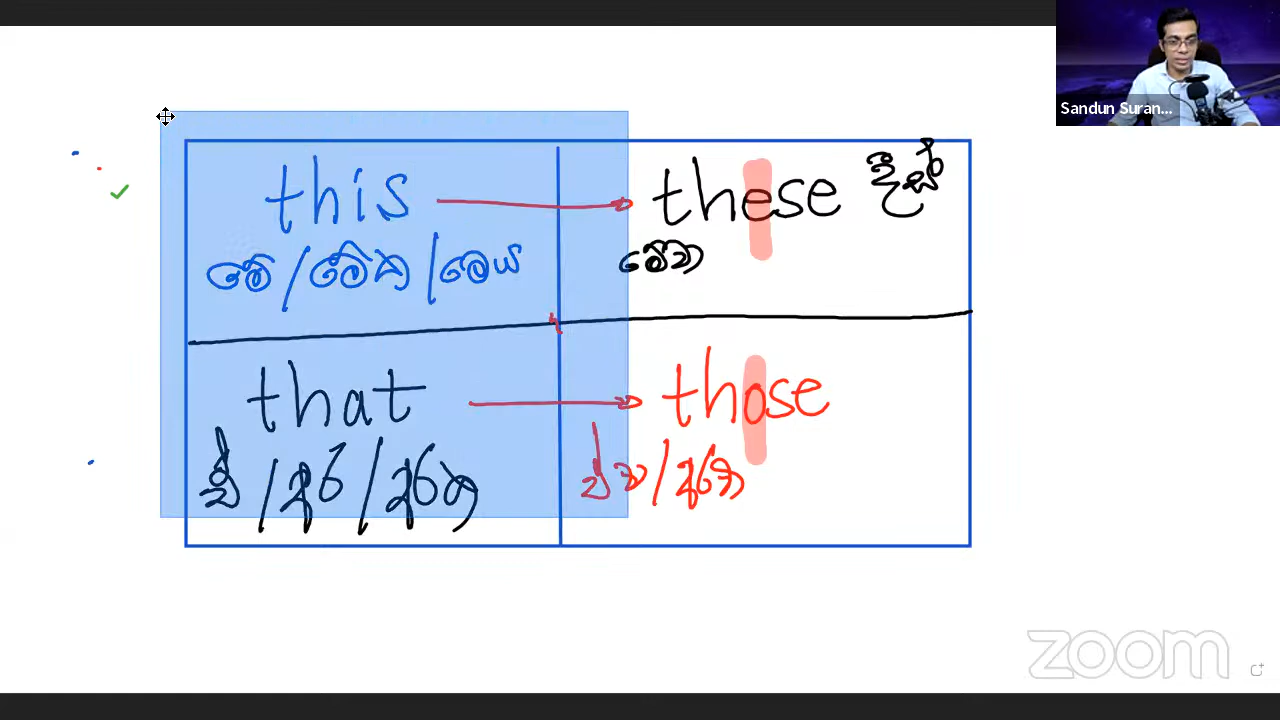 Sandun Suran...
this → these දීස්
මේ/මේක/මෙය
මේවා
that → those
ඒ/අර/අරක
ඒවා/අරවා
zoom